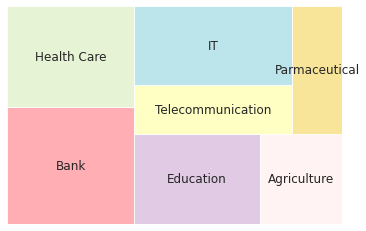 Health Care
IT
Parmaceutical
Telecommunication
Bank
Education
Agriculture